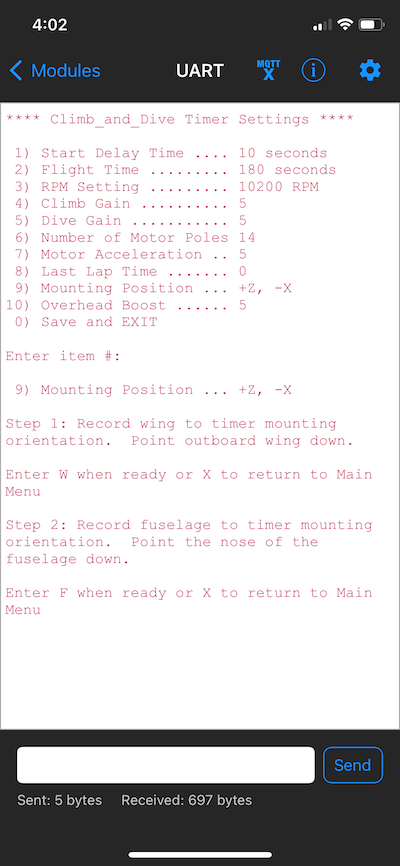 4:02
Modules
UART
MQTT
X
**** Climb_and_Dive Timer Settings ****
1) Start Delay Time .... 10 seconds
2) Flight Time ......... 180 seconds
3) RPM Setting ......... 10200 RPM
4) Climb Gain .......... 5
5) Dive Gain ........... 5
6) Number of Motor Poles 14
7) Motor Acceleration .. 5
8) Last Lap Time ....... 0
9) Mounting Position ... +Z, -X
10) Overhead Boost ...... 5
0) Save and EXIT
Enter item #:
9) Mounting Position ... +Z, -X
Step 1: Record wing to timer mounting
orientation.  Point outboard wing down.
Enter W when ready or X to return to Main
Menu
Step 2: Record fuselage to timer mounting
orientation.  Point the nose of the
fuselage down.
Enter F when ready or X to return to Main
Menu
Send
Sent: 5 bytes
Received: 697 bytes